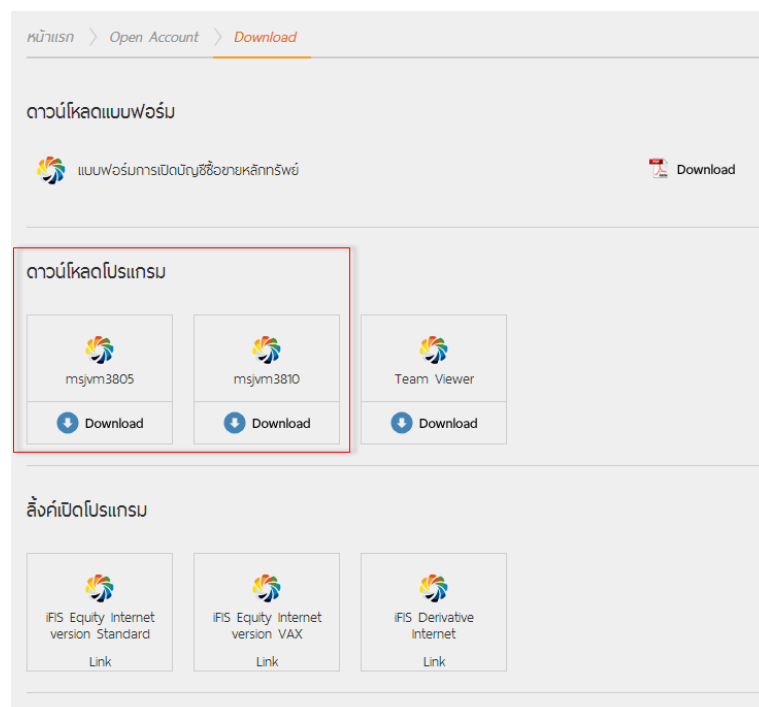 หน้าแรก Open Account Download
ดาวน์โหลดแบบฟอร์ม
แบบฟอร์มการเปิดบัญชีซื้อขายหลักทรัพย์ Download
ดาวน์โหลดโปรแกรม
msjvm3805 msjvm3810 Team Viewer
Download Download Download
ลิ้งค์เปิดโปรแกรม
iFIS Equity Internet iFIS Equity Internet iFIS Derivative
version Standard version VAX Internet
Link Link Link